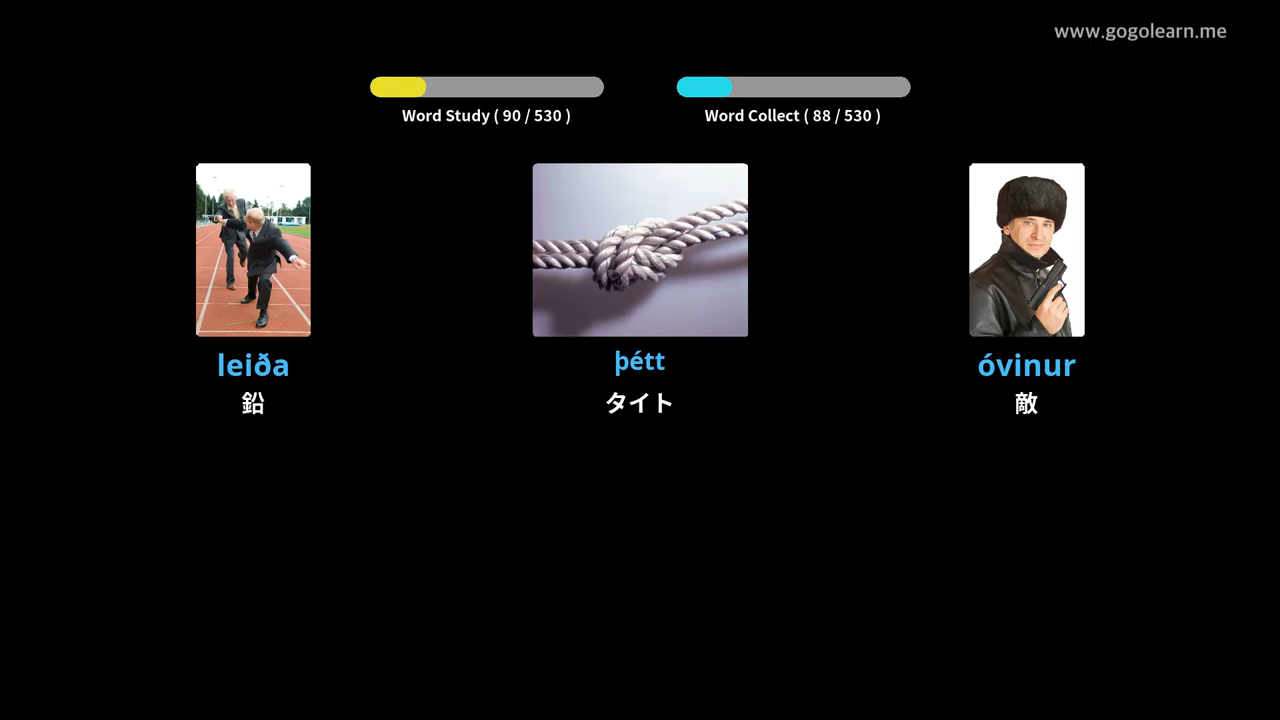 www.gogolearn.me
Word Study ( 90 / 530 )
Word Collect ( 88 / 530 )
leiða
鉛
þétt
タイト
óvinur
敵